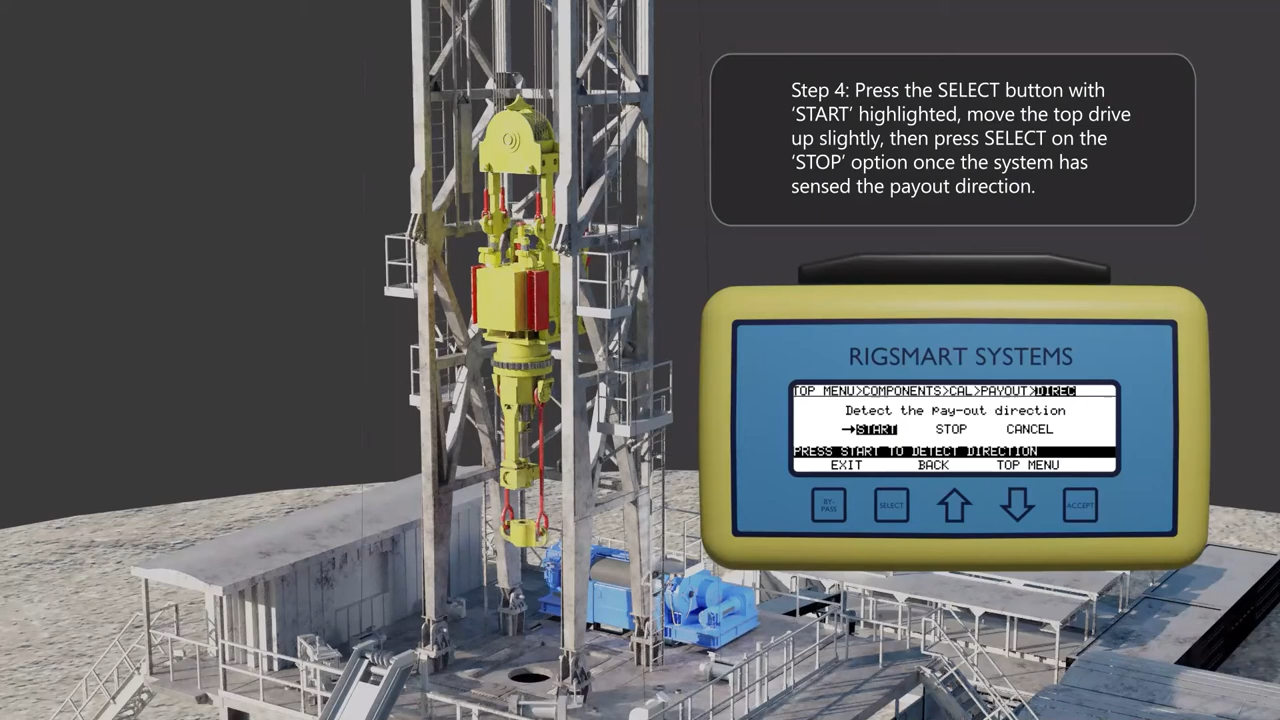 Step 4: Press the SELECT button with
‘START’ highlighted, move the top drive
up slightly, then press SELECT on the
‘STOP’ option once the system has
sensed the payout direction.
RIGSMART SYSTEMS
TOP MENU>COMPONENTS>CAL>PAYOUT>DIREC
Detect the pay-out direction
→START STOP CANCEL
PRESS START TO DETECT DIRECTION
EXIT BACK TOP MENU
BY-
PASS
SELECT
ACCEPT